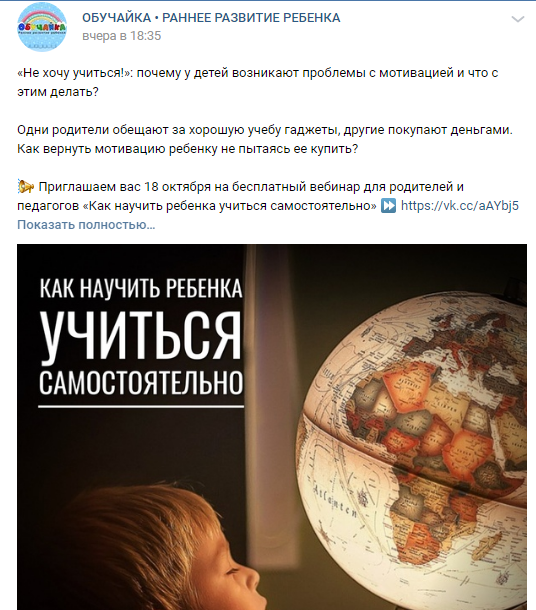 ОБУЧАЙКА
ОБУЧАЙКА • РАННЕЕ РАЗВИТИЕ РЕБЕНКА
вчера в 18:35
«Не хочу учиться!»: почему у детей возникают проблемы с мотивацией и что с
этим делать?
Одни родители обещают за хорошую учебу гаджеты, другие покупают деньгами.
Как вернуть мотивацию ребенку не пытаясь ее купить?
Приглашаем вас 18 октября на бесплатный вебинар для родителей и
педагогов «Как научить ребенка учиться самостоятельно» ⏩ https://vk.cc/aAYbj5
Показать полностью...
КАК НАУЧИТЬ РЕБЕНКА
УЧИТЬСЯ
САМОСТОЯТЕЛЬНО
Atlanten